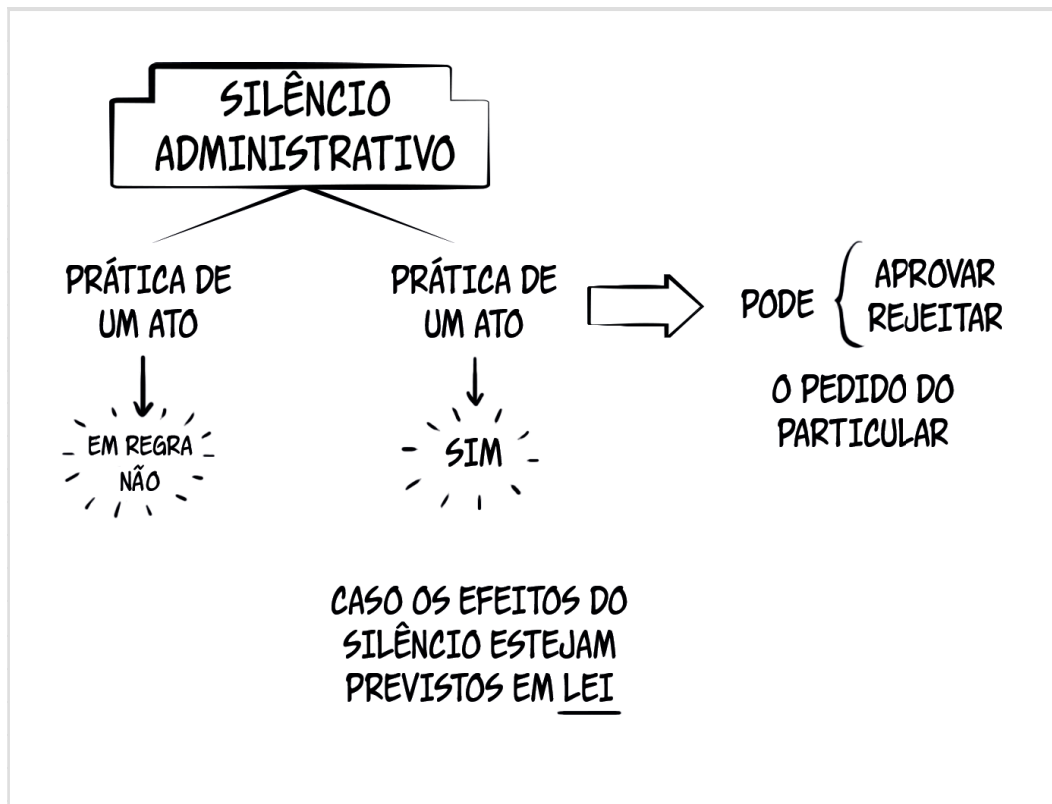 SILÊNCIO
ADMINISTRATIVO
PRÁTICA DE
UM ATO
EM REGRA
NÃO
PRÁTICA DE
UM ATO
SIM
CASO OS EFEITOS DO
SILÊNCIO ESTEJAM
PREVISTOS EM LEI
PODE
APROVAR
REJEITAR
O PEDIDO DO
PARTICULAR